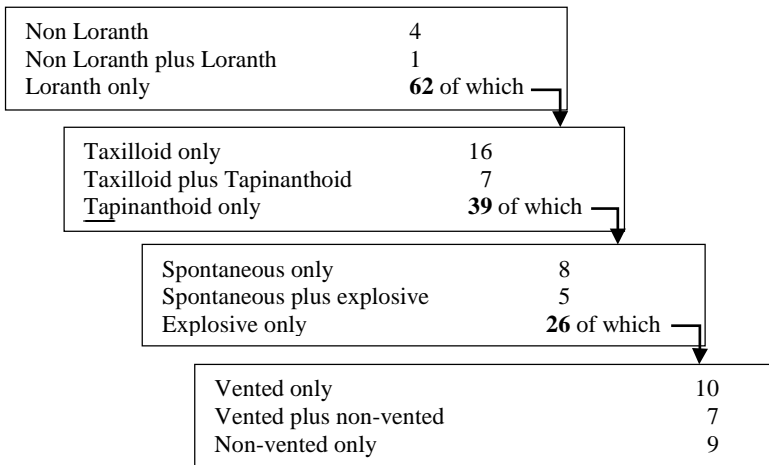 Non Loranth 4
Non Loranth plus Loranth 1
Loranth only 62 of which
Taxilloid only 16
Taxilloid plus Tapinanthoid 7
Tapinanthoid only 39 of which
Spontaneous only 8
Spontaneous plus explosive 5
Explosive only 26 of which
Vented only 10
Vented plus non-vented 7
Non-vented only 9